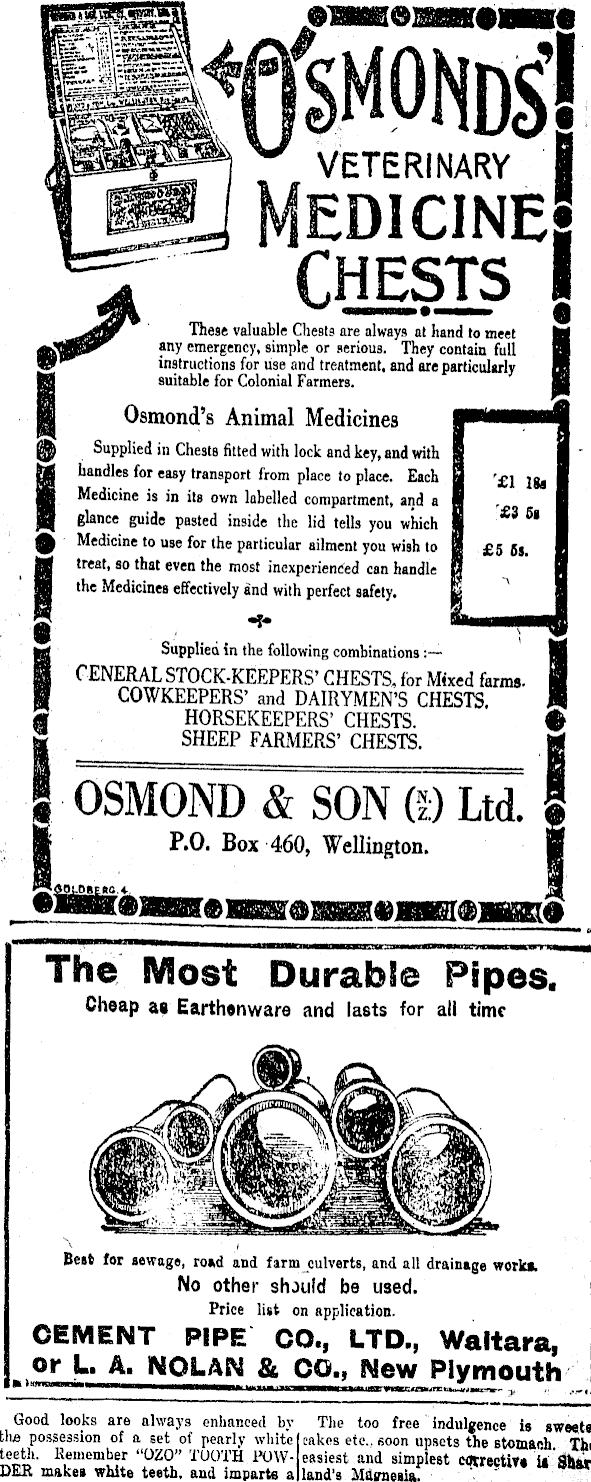 OSMONDS'
VETERINARY
MEDICINE
CHESTS
These valuable Chests are always at hand to meet
any emergency, simple or serious. They contain full
instructions for use and treatment, and are particularly
suitable for Colonial Farmers.
Osmond's Animal Medicines
Supplied in Chests fitted with lock and key, and with
handles for easy transport from place to place. Each
Medicine is in its own labelled compartment, and a
glance guide pasted inside the lid tells you which
Medicine to use for the particular ailment you wish to
treat, so that even the most inexperienced can handle
the Medicines effectively and with perfect safety.
£1 18s
£3 5s
£5 5s.
Supplied in the following combinations :—
GENERAL STOCK-KEEPERS' CHESTS, for Mixed farms.
COWKEEPERS' and DAIRYMEN'S CHESTS.
HORSEKEEPERS' CHESTS.
SHEEP FARMERS' CHESTS.
OSMOND & SON (N.Z.) Ltd.
P.O. Box 460, Wellington.
GOLDBERG. 4.
The Most Durable Pipes.
Cheap as Earthenware and lasts for all time
Best for sewage, road and farm culverts, and all drainage works.
No other should be used.
Price list on application.
CEMENT PIPE CO., LTD., Waitara,
or L. A. NOLAN & CO., New Plymouth
Good looks are always enhanced by
the possession of a set of pearly white
teeth. Remember "OZO" TOOTH POW-
DER makes white teeth, and imparts a
The too free indulgence is sweets
cakes etc., soon upsets the stomach. The
easiest and simplest corrective is Shar
land's Magnesia.